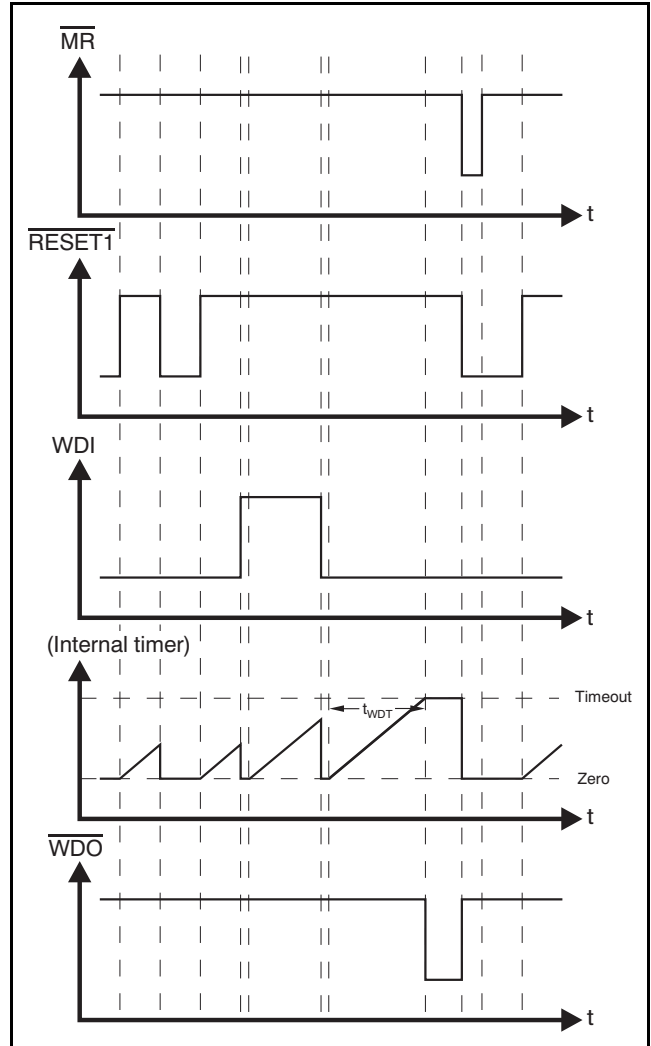 MR
t
RESET1
t
WDI
t
(Internal timer)
Timeout
tWDT
Zero
t
WDO
t